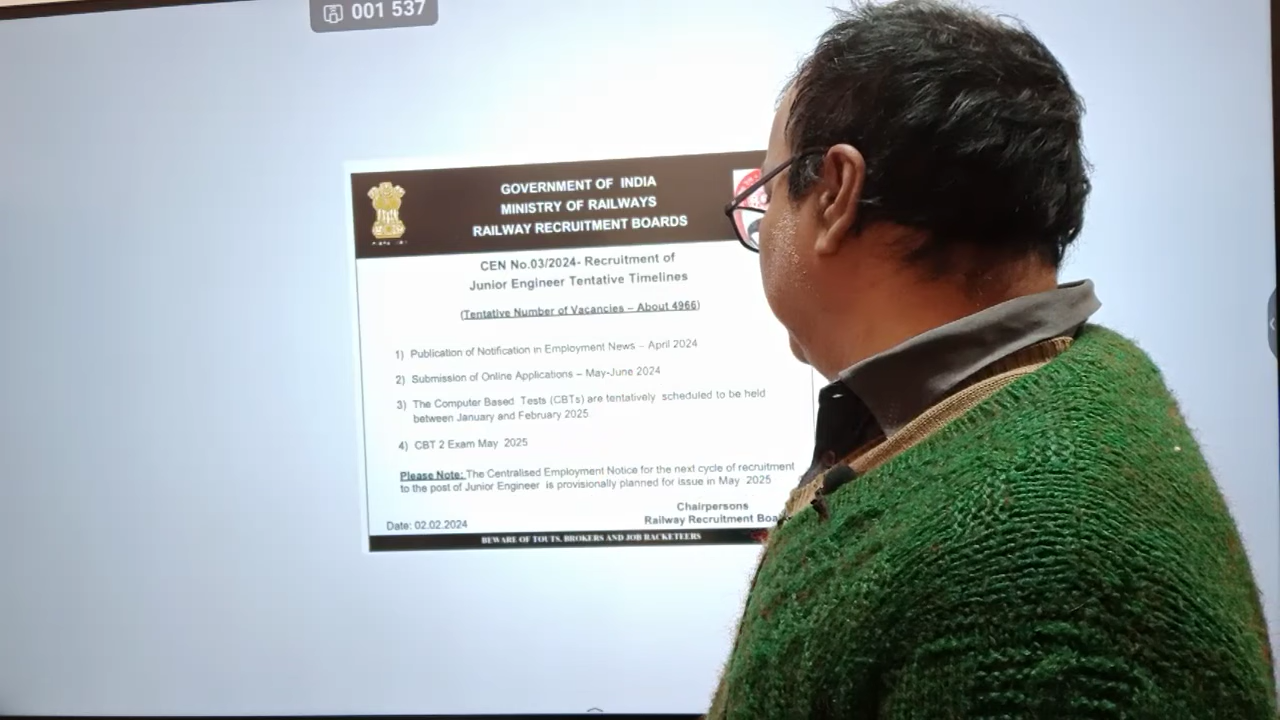 001 537
GOVERNMENT OF INDIA
MINISTRY OF RAILWAYS
RAILWAY RECRUITMENT BOARDS
CEN No.03/2024- Recruitment of
Junior Engineer Tentative Timelines
(Tentative Number of Vacancies – About 4966)
1) Publication of Notification in Employment News – April 2024
2) Submission of Online Applications – May-June 2024
3) The Computer Based Tests (CBTs) are tentatively scheduled to be held
between January and February 2025
4) CBT 2 Exam May 2025
Please Note: The Centralised Employment Notice for the next cycle of recruitment
to the post of Junior Engineer is provisionally planned for issue in May 2025
Chairpersons
Railway Recruitment
Date: 02.02.2024
BEWARE OF TOUTS, BROKERS AND JOB RACKETEERS